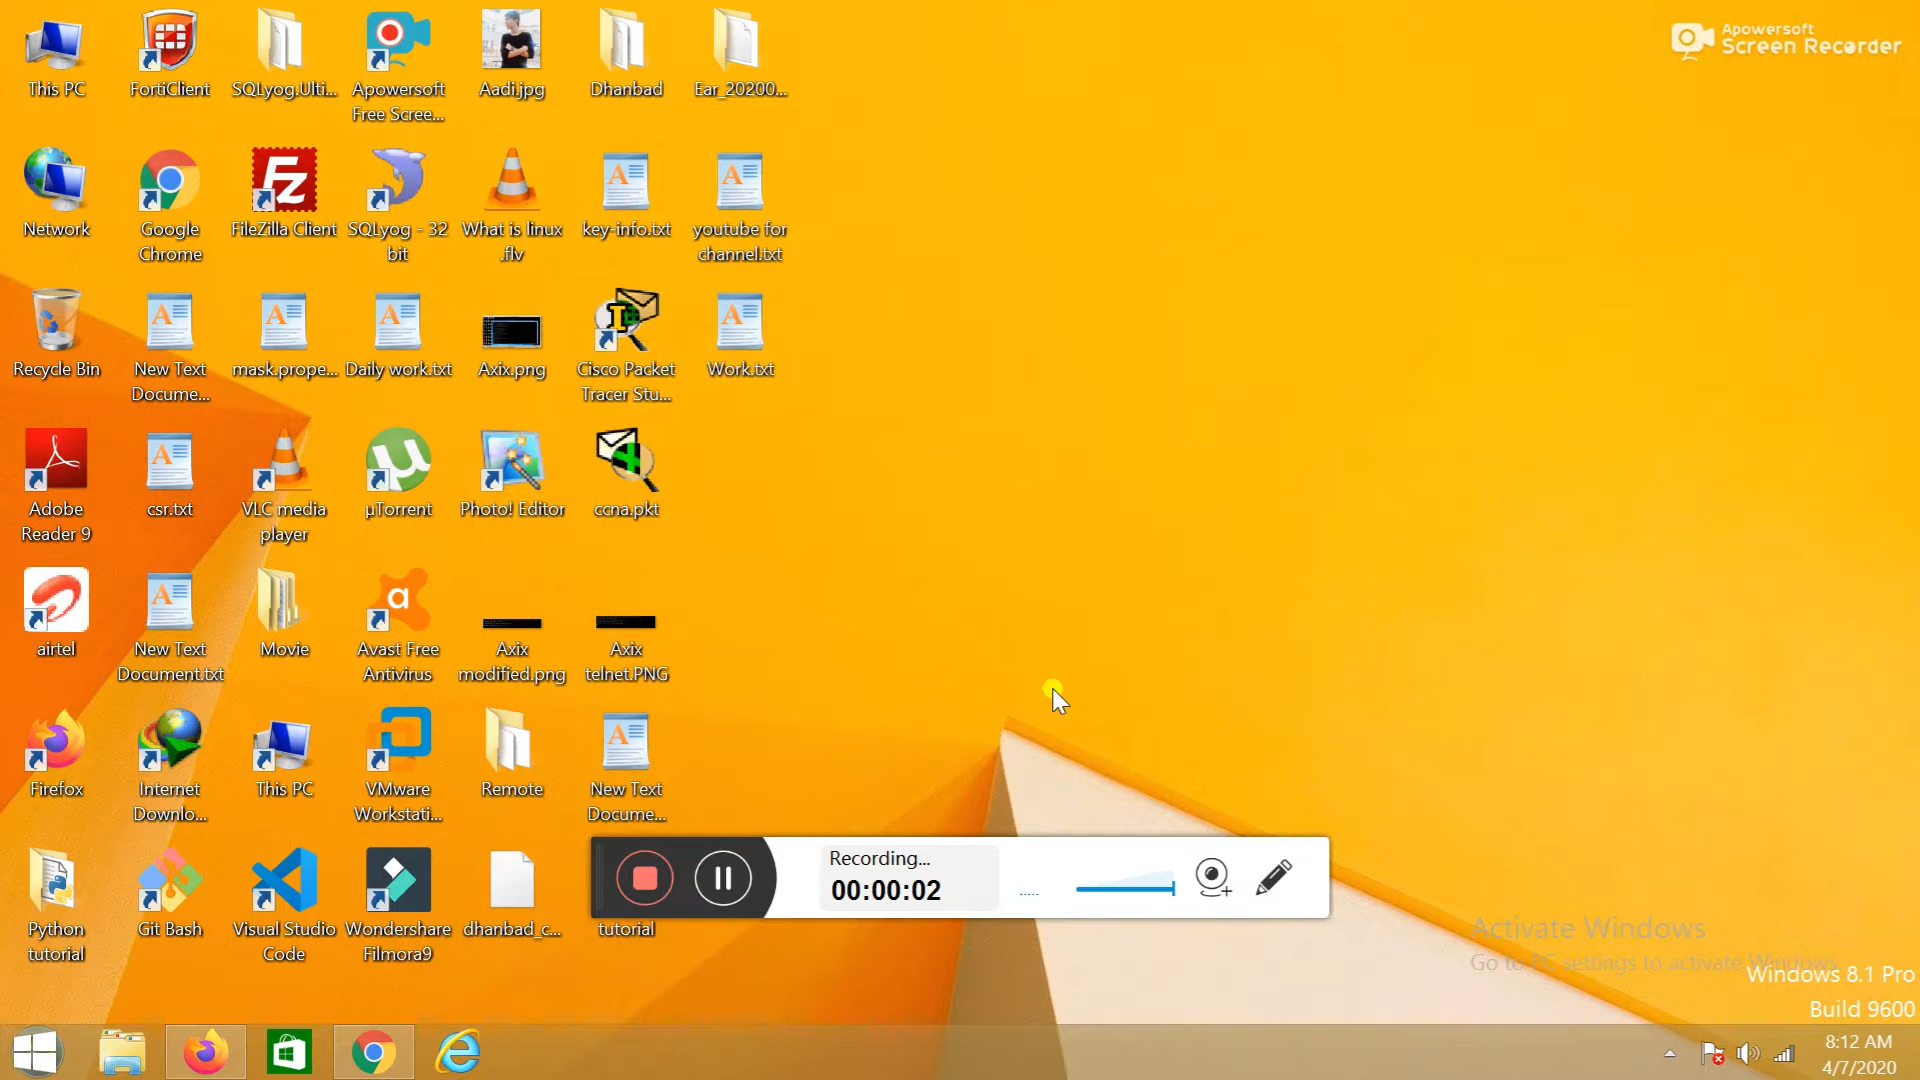 Apowersoft
Screen Recorder
This PC
FortiClient
SQLyog.Ulti...
Apowersoft
Free Scree...
Aadi.jpg
Dhanbad
Ear_20200...
Network
Google
Chrome
FileZilla Client
SQLyog - 32
bit
What is linux
.flv
key-info.txt
youtube for
channel.txt
Recycle Bin
New Text
Docume...
mask.prope...
Daily work.txt
Axix.png
Cisco Packet
Tracer Stu...
Work.txt
Adobe
Reader 9
csr.txt
VLC media
player
µTorrent
Photo! Editor
ccna.pkt
airtel
New Text
Document.txt
Movie
Avast Free
Antivirus
Axix
modified.png
Axix
telnet.PNG
Firefox
Internet
Downlo...
This PC
VMware
Workstati...
Remote
New Text
Docume...
Python
tutorial
Git Bash
Visual Studio
Code
Wondershare
Filmora9
dhanbad_c...
tutorial
Recording...
00:00:02
Activate Windows
Go to PC settings to activate Windows.
Windows 8.1 Pro
Build 9600
8:12 AM
4/7/2020